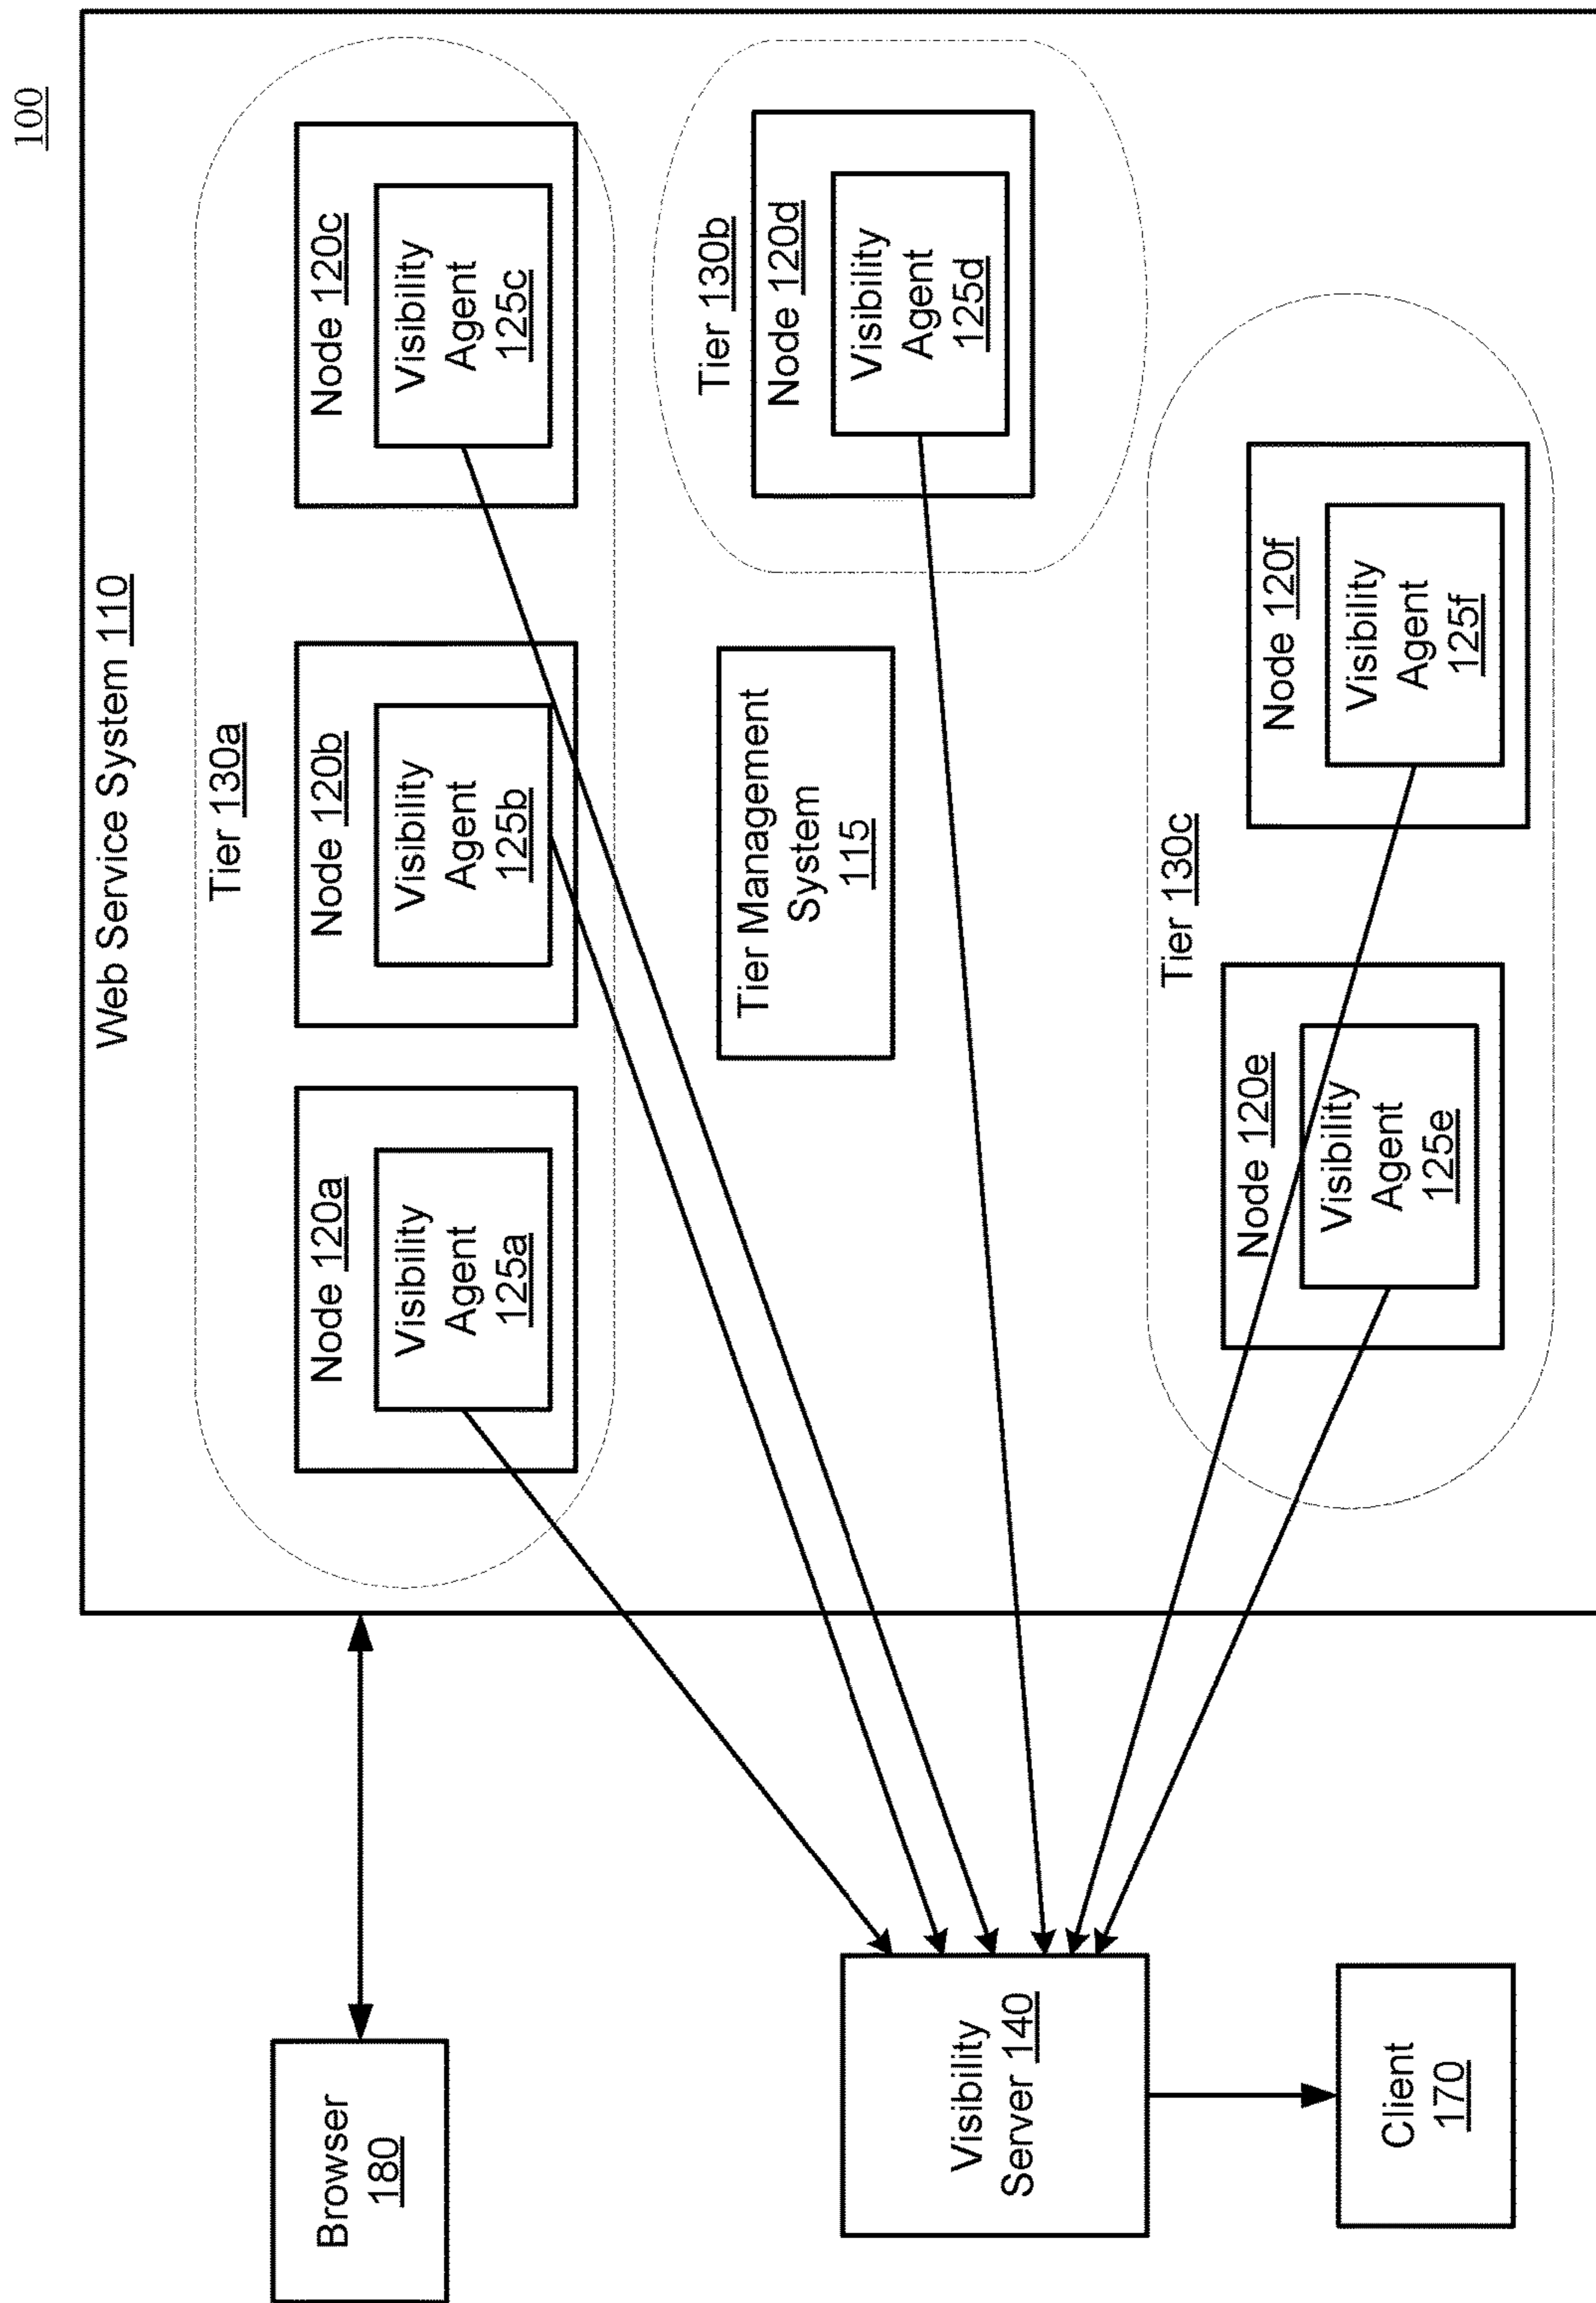 100
Web Service System 110
Tier 130a
Node 120a
Visibility
Agent
125a
Node 120b
Visibility
Agent
125b
Node 120c
Visibility
Agent
125c
Tier Management
System
115
Tier 130b
Node 120d
Visibility
Agent
125d
Tier 130c
Node 120e
Visibility
Agent
125e
Node 120f
Visibility
Agent
125f
Browser
180
Visibility
Server 140
Client
170